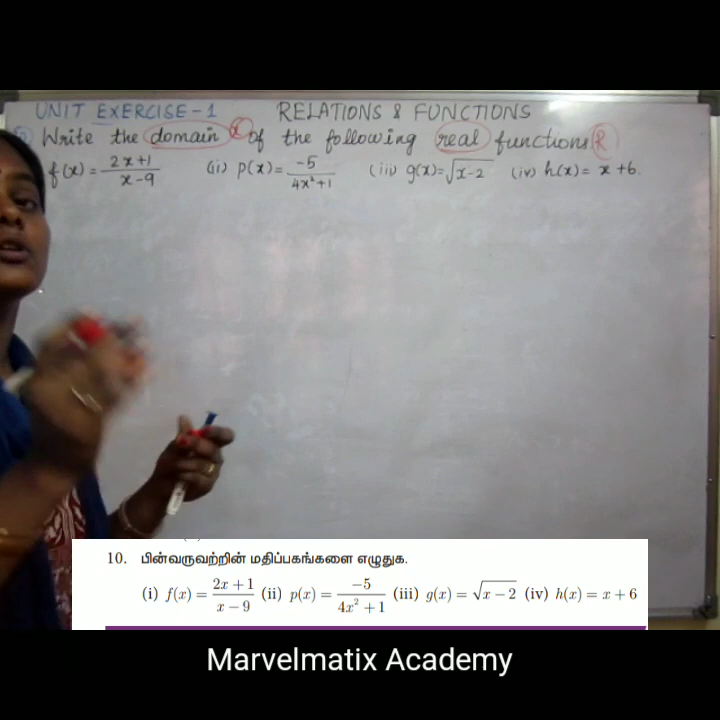 UNIT EXERCISE - 1 RELATIONS & FUNCTIONS
Write the domain x of the following real functions R
f(x) = (2x+1)/(x-9) (ii) p(x) = -5/(4x²+1) (iii) g(x) = √(x-2) (iv) h(x) = x +6.
10. பின்வருவற்றின் மதிப்பகங்களை எழுதுக.
(i) f(x) = (2x + 1)/(x − 9) (ii) p(x) = −5/(4x² + 1) (iii) g(x) = √(x − 2) (iv) h(x) = x + 6
Marvelmatix Academy